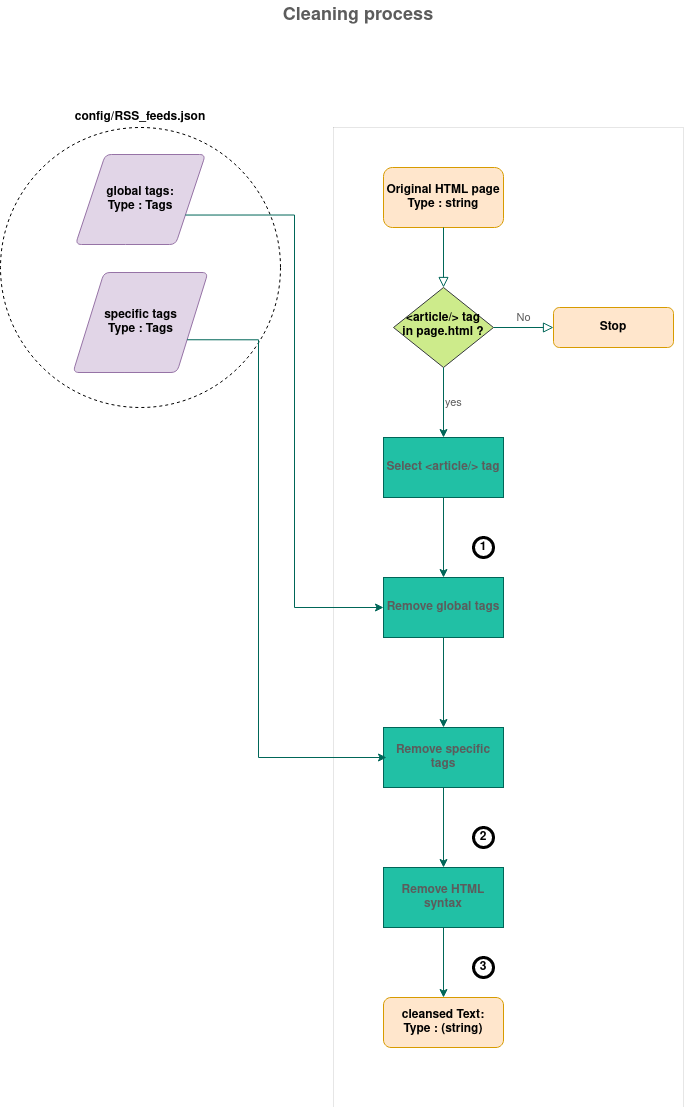 Cleaning process
config/RSS_feeds.json
global tags:
Type : Tags
specific tags
Type : Tags
Original HTML page
Type : string
<article/> tag
in page.html ?
No
Stop
yes
Select <article/> tag
1
Remove global tags
Remove specific
tags
2
Remove HTML
syntax
3
cleansed Text:
Type : (string)